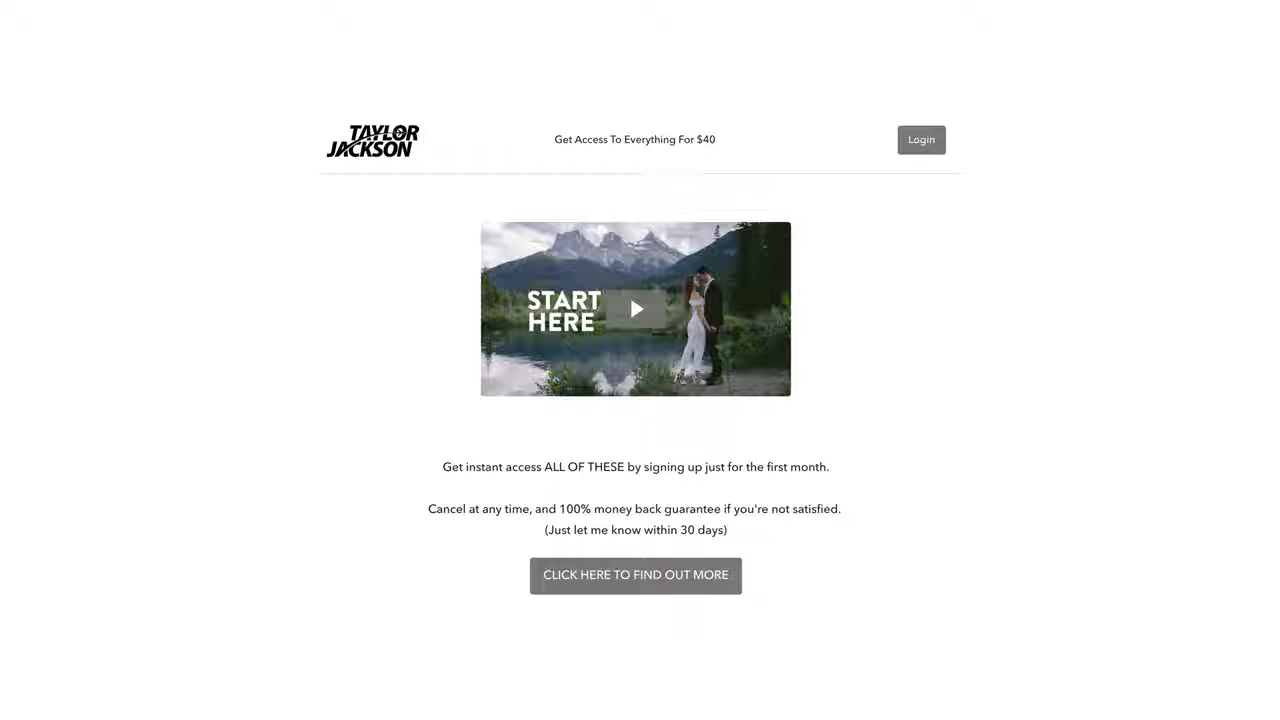 TAYLOR
JACKSON
Get Access To Everything For $40
Login
START
HERE
Get instant access ALL OF THESE by signing up just for the first month.
Cancel at any time, and 100% money back guarantee if you're not satisfied.
(Just let me know within 30 days)
CLICK HERE TO FIND OUT MORE